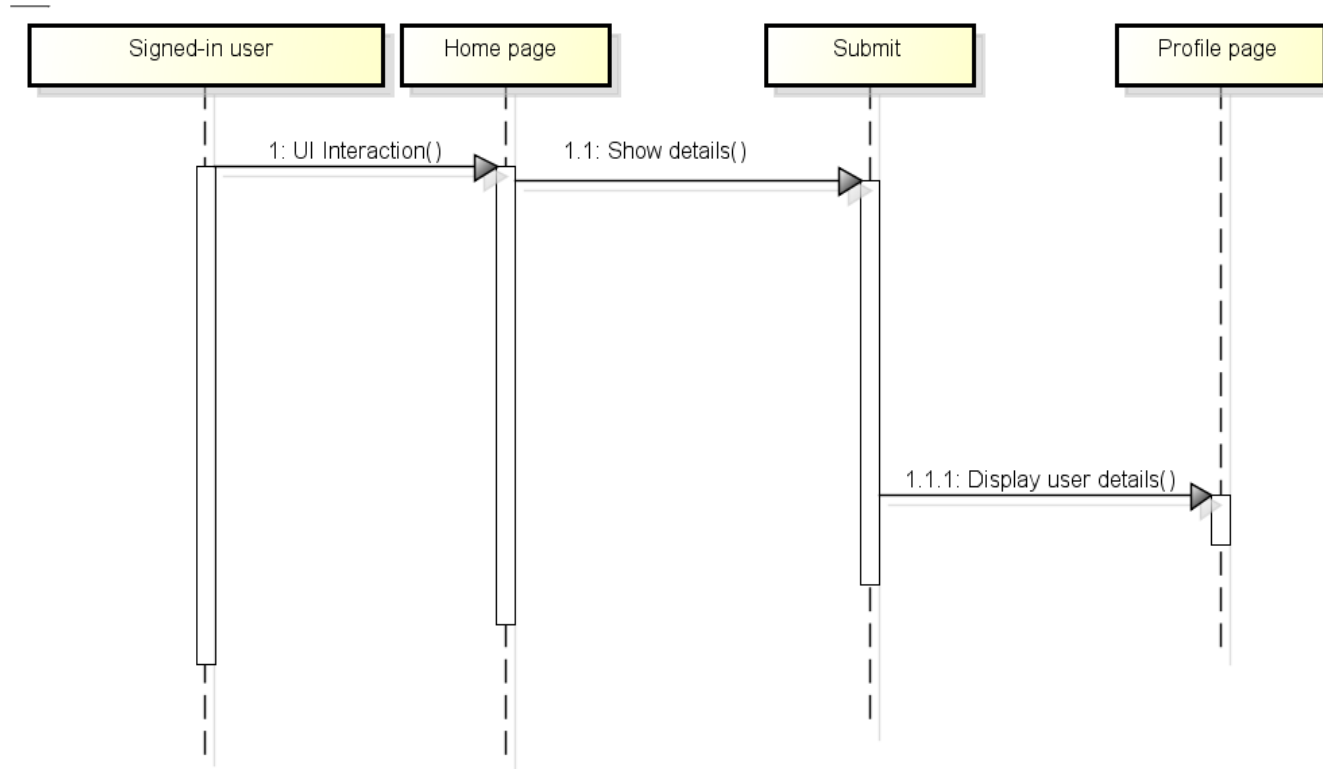 Signed-in user
Home page
Submit
Profile page
1: UI Interaction()
1.1: Show details()
1.1.1: Display user details()